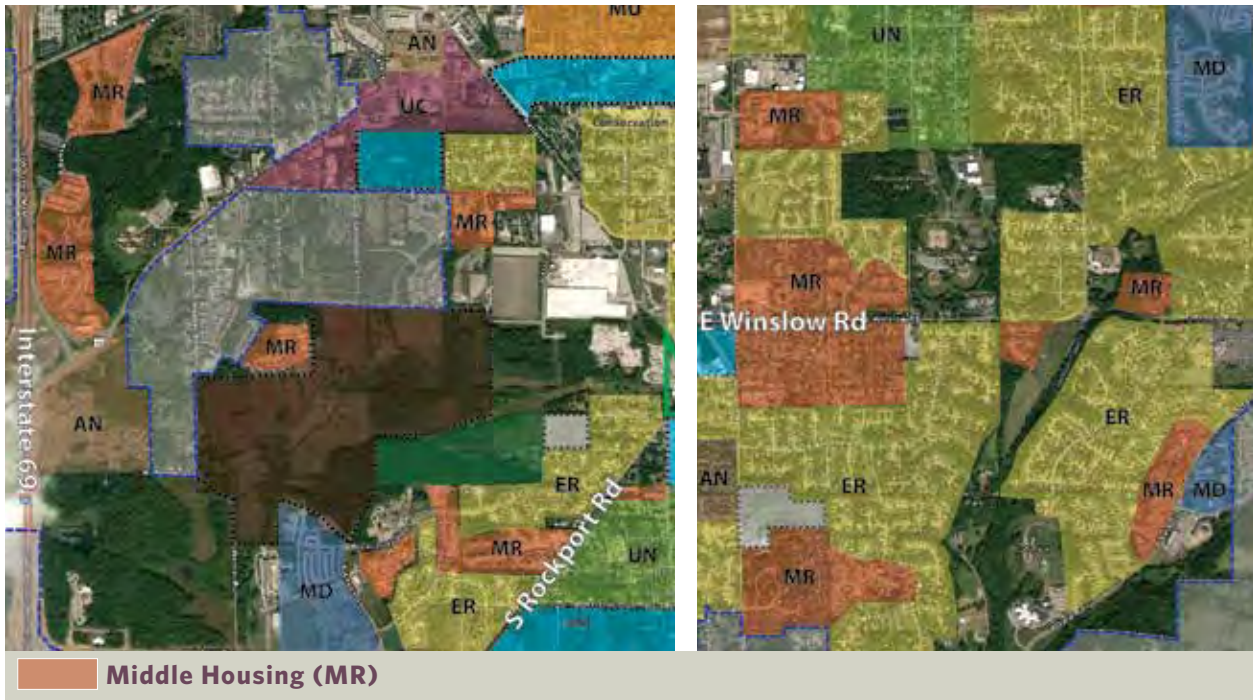 MU
AN
MR
UC
Conservation
MR
MR
MR
Interstate 69
AN
ER
S Rockport Rd
MR
UN
MD
ER
UN
ER
MD
MR
MR
MR
E Winslow Rd
ER
AN
ER
MR
MD
MR
Middle Housing (MR)